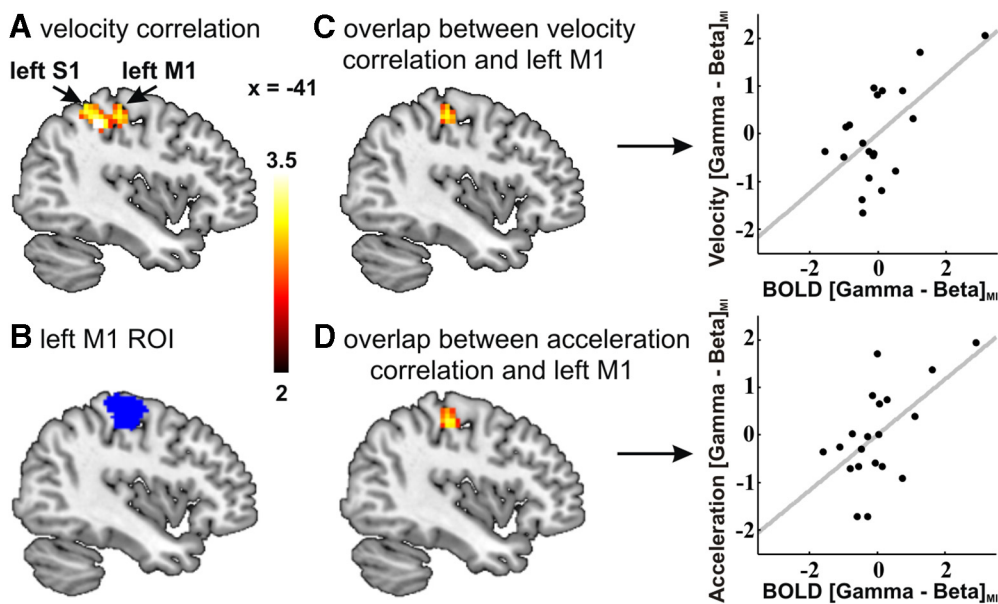 A velocity correlation
left S1
left M1
x = -41
3.5
2
B left M1 ROI
C overlap between velocity
correlation and left M1
D overlap between acceleration
correlation and left M1
Velocity [Gamma - Beta]MI
2
1
0
-1
-2
-2 0 2
BOLD [Gamma - Beta]MI
Acceleration [Gamma - Beta]MI
2
1
0
-1
-2
-2 0 2
BOLD [Gamma - Beta]MI